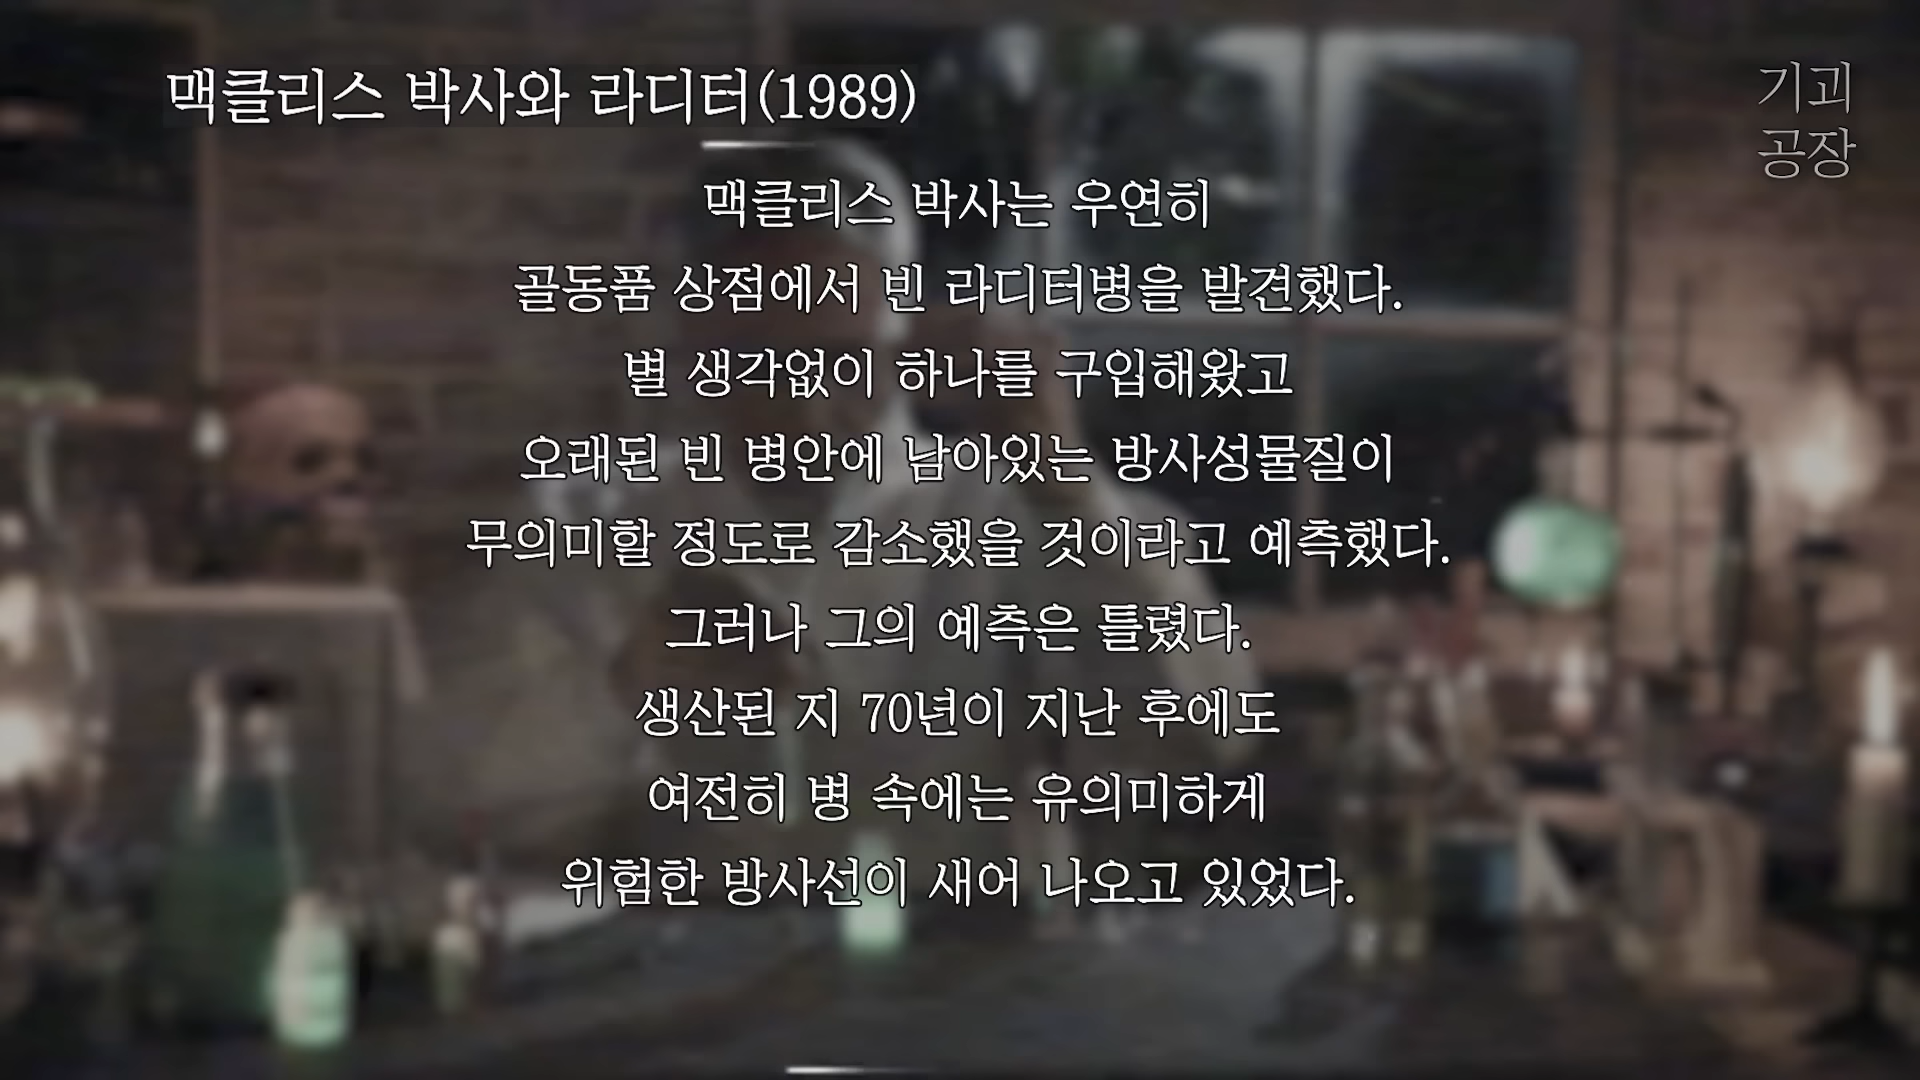 맥클리스 박사와 라디터(1989)
기괴
공장
맥클리스 박사는 우연히
골동품 상점에서 빈 라디터병을 발견했다.
별 생각없이 하나를 구입해왔고
오래된 빈 병안에 남아있는 방사성물질이
무의미할 정도로 감소했을 것이라고 예측했다.
그러나 그의 예측은 틀렸다.
생산된 지 70년이 지난 후에도
여전히 병 속에는 유의미하게
위험한 방사선이 새어 나오고 있었다.